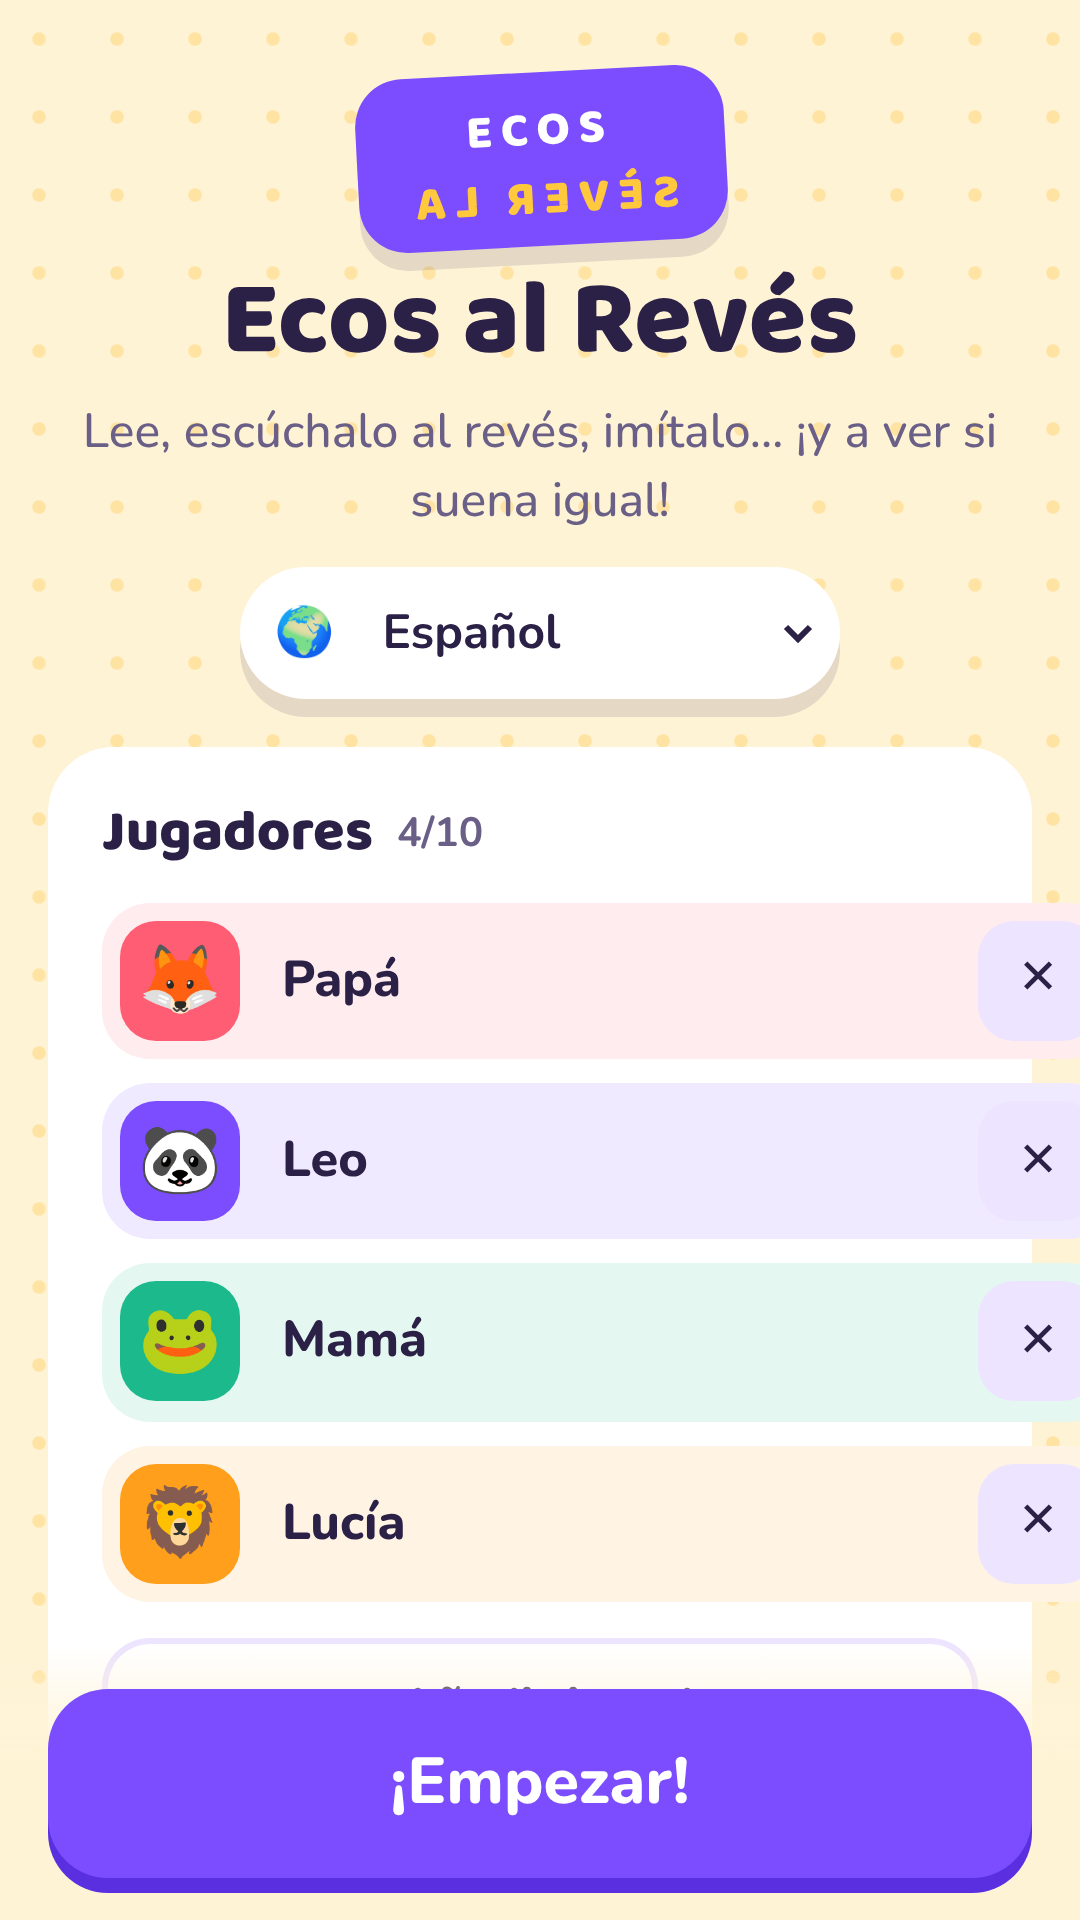 ECOS
AL REVÉS
Ecos al Revés
Lee, escúchalo al revés, imítalo... ¡y a ver si
suena igual!
Español
Jugadores 4/10
Papá
Leo
Mamá
Lucía
¡Empezar!